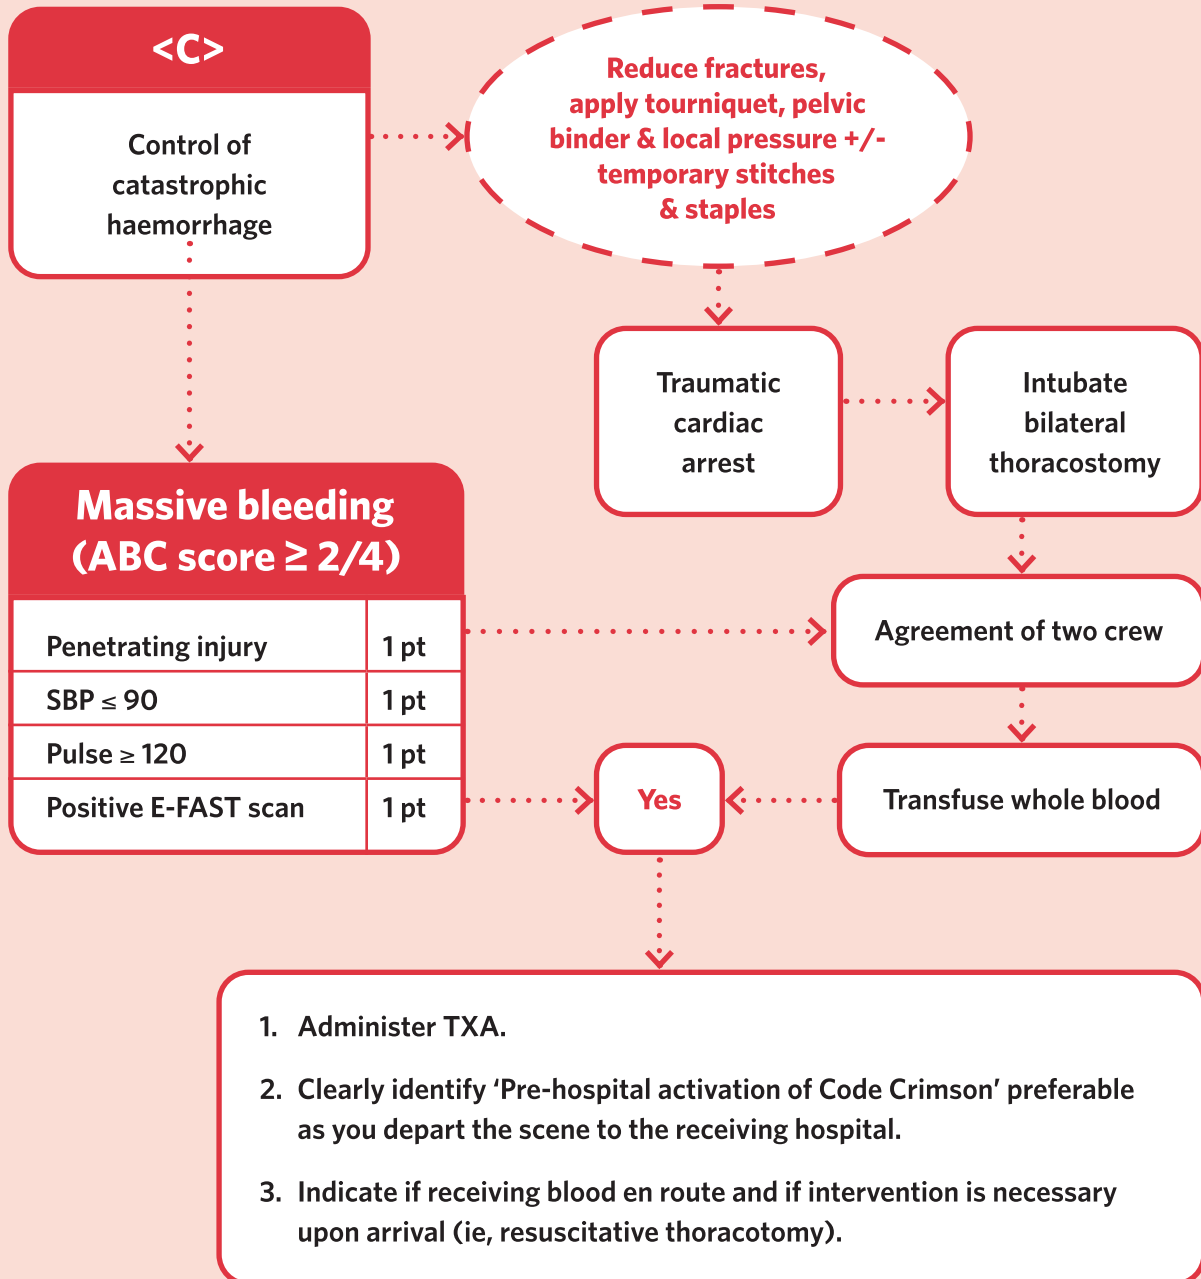 <C>
Control of
catastrophic
haemorrhage
Reduce fractures,
apply tourniquet, pelvic
binder & local pressure +/-
temporary stitches
& staples
Traumatic
cardiac
arrest
Intubate
bilateral
thoracostomy
Massive bleeding
(ABC score ≥ 2/4)
Penetrating injury 1 pt
SBP ≤ 90 1 pt
Pulse ≥ 120 1 pt
Positive E-FAST scan 1 pt
Agreement of two crew
Yes
Transfuse whole blood
1. Administer TXA.
2. Clearly identify ‘Pre-hospital activation of Code Crimson’ preferable
as you depart the scene to the receiving hospital.
3. Indicate if receiving blood en route and if intervention is necessary
upon arrival (ie, resuscitative thoracotomy).